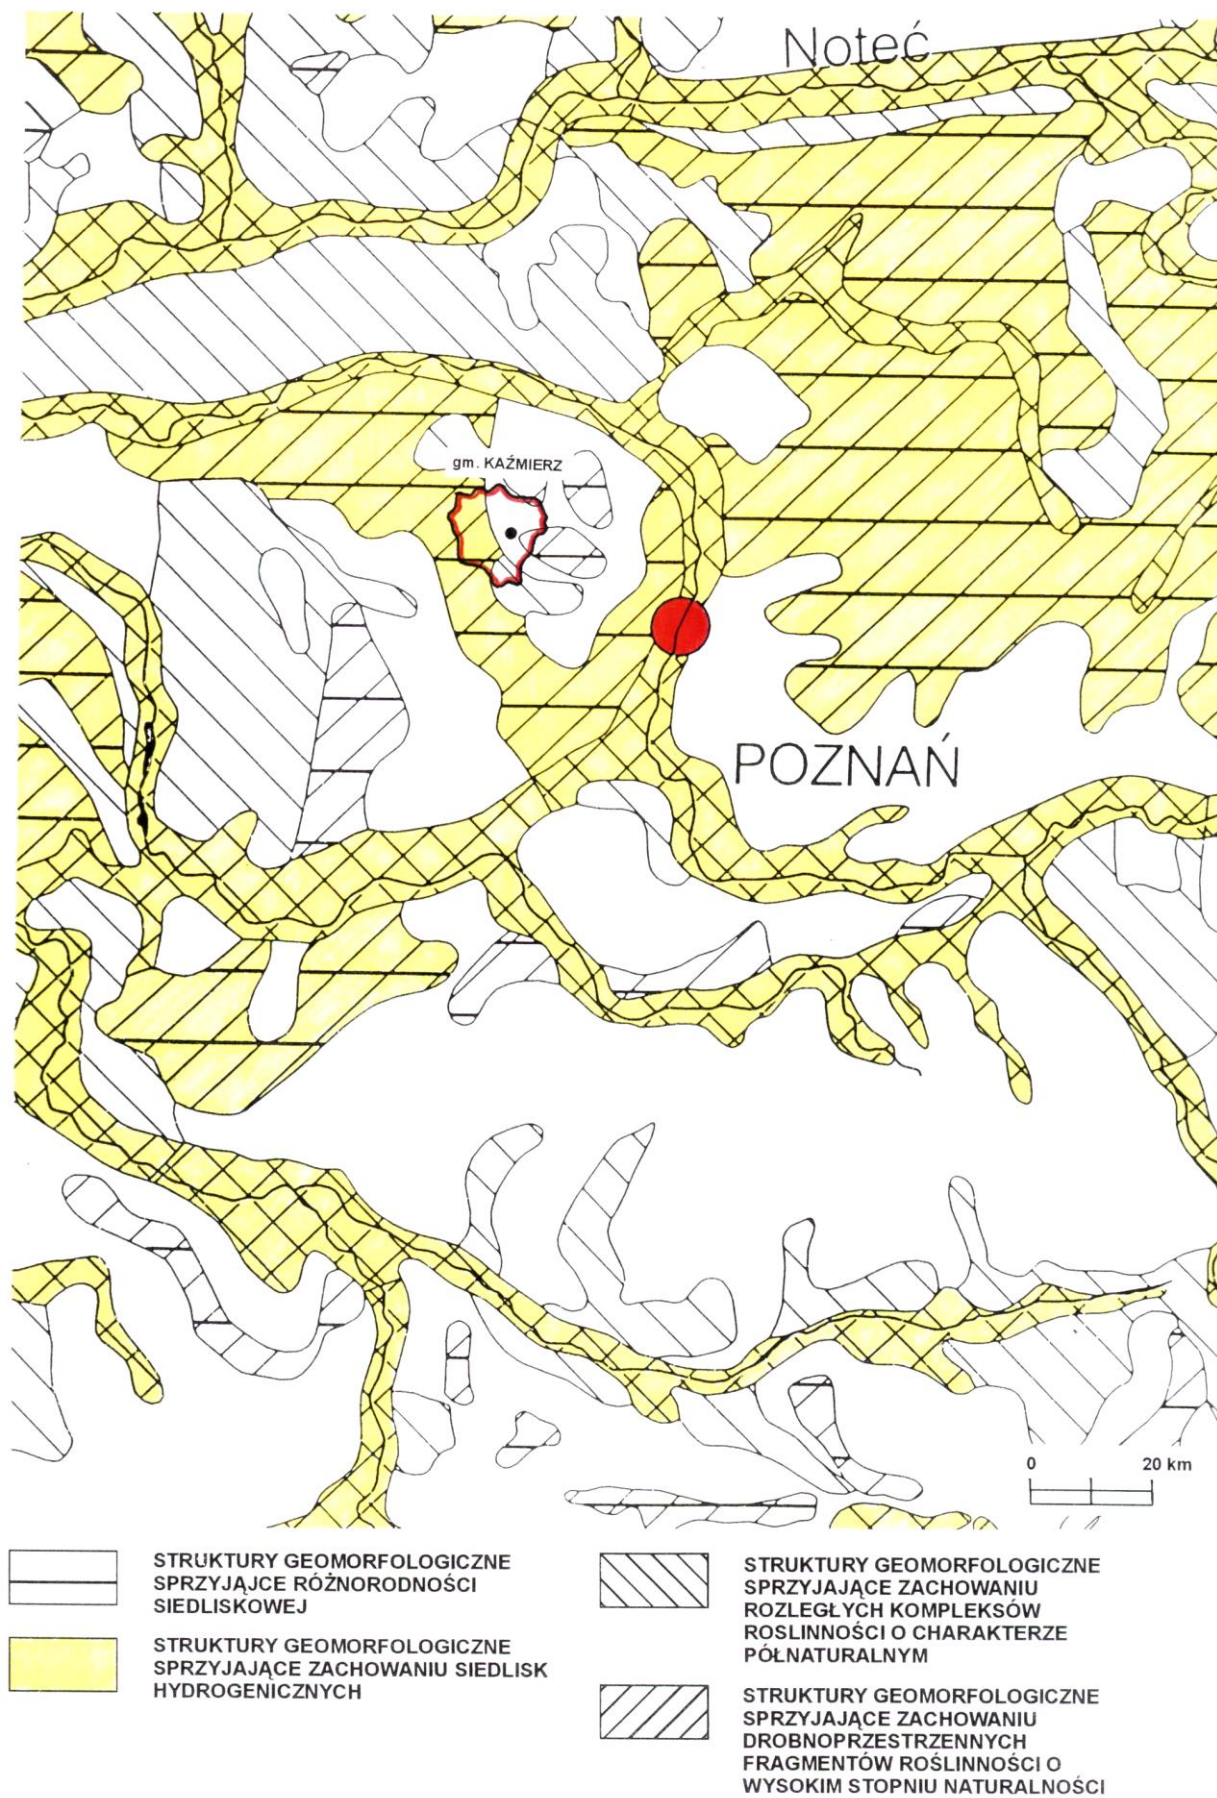 Noteć
gm. KAŹMIERZ
POZNAŃ
0 20 km
STRUKTURY GEOMORFOLOGICZNE
SPRZYJAJĄCE RÓŻNORODNOŚCI
SIEDLISKOWEJ
STRUKTURY GEOMORFOLOGICZNE
SPRZYJAJĄCE ZACHOWANIU SIEDLISK
HYDROGENICZNYCH
STRUKTURY GEOMORFOLOGICZNE
SPRZYJAJĄCE ZACHOWANIU
ROZLEGŁYCH KOMPLEKSÓW
ROSLINNOŚCI O CHARAKTERZE
PÓŁNATURALNYM
STRUKTURY GEOMORFOLOGICZNE
SPRZYJAJĄCE ZACHOWANIU
DROBNOPRZESTRZENNYCH
FRAGMENTÓW ROŚLINNOŚCI O
WYSOKIM STOPNIU NATURALNOŚCI